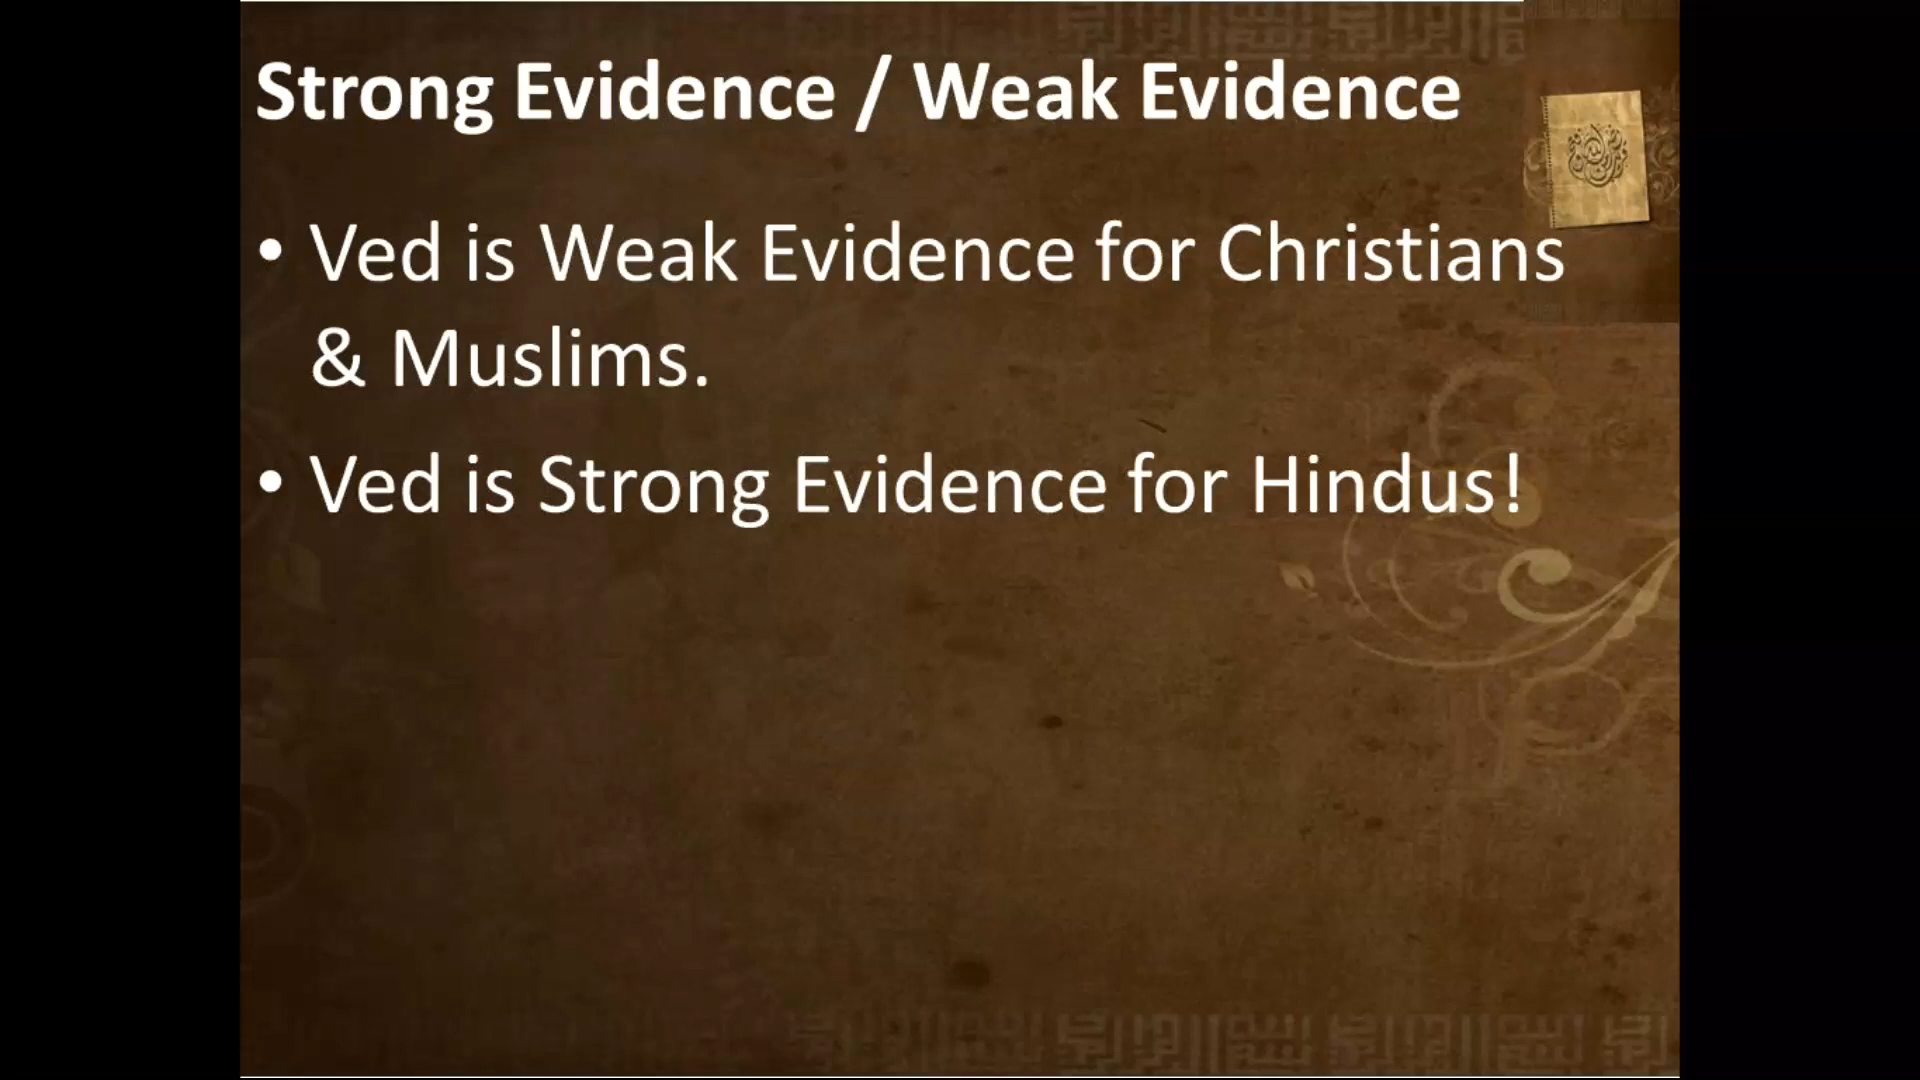 Strong Evidence / Weak Evidence
• Ved is Weak Evidence for Christians
& Muslims.
• Ved is Strong Evidence for Hindus!